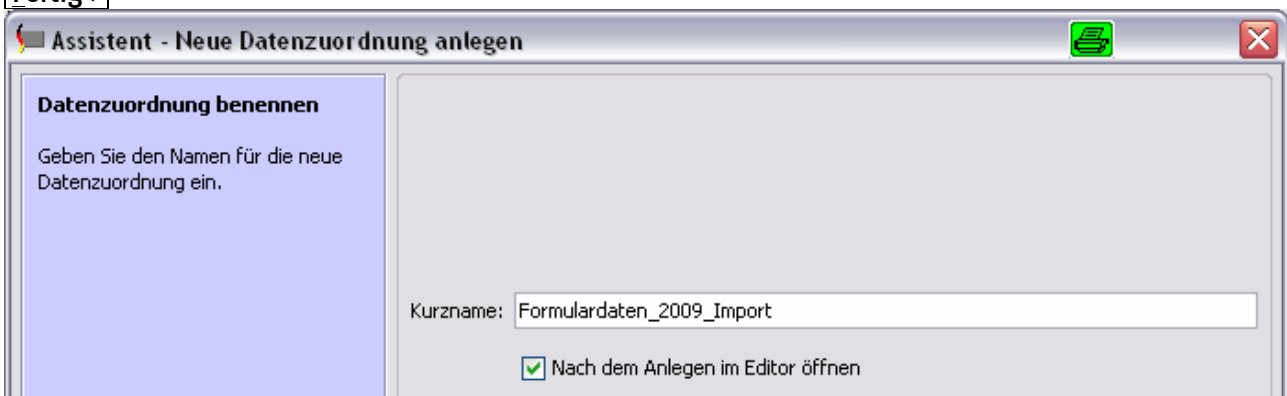 Fertig >
Assistent - Neue Datenzuordnung anlegen
Datenzuordnung benennen
Geben Sie den Namen für die neue
Datenzuordnung ein.
Kurzname: Formulardaten_2009_Import
Nach dem Anlegen im Editor öffnen